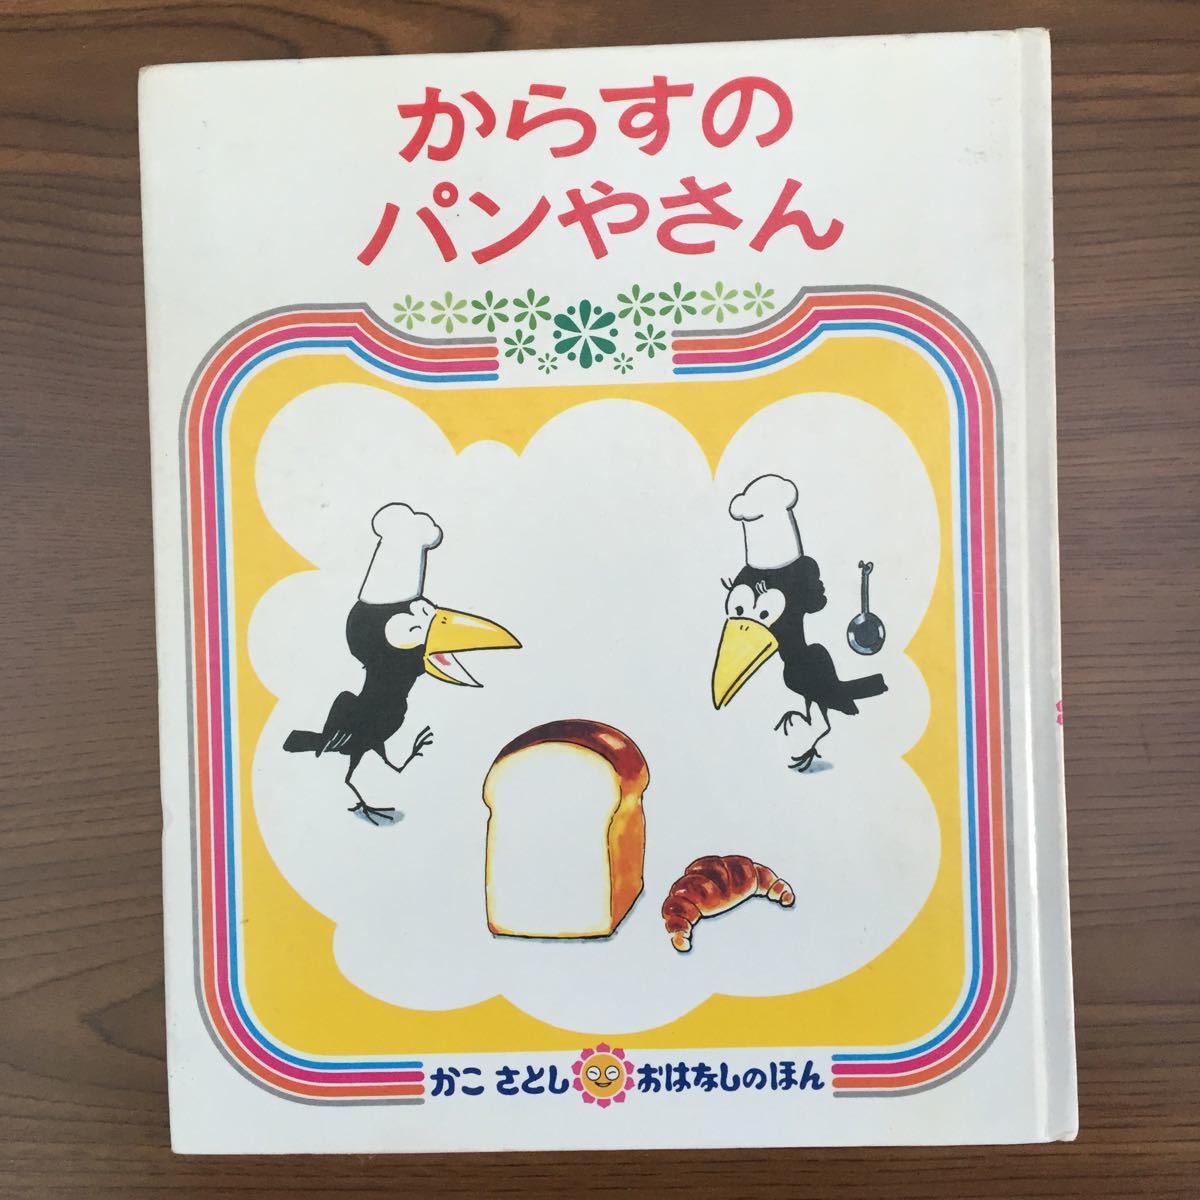 からすの
パンやさん
かこ さとし おはなしのほん